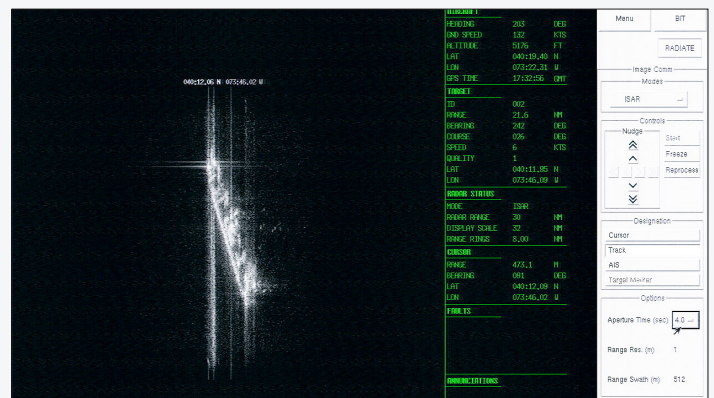 040:12.06 N 073:46.02 W
AIRCRAFT
HEADING 203 DEG
GND SPEED 132 KTS
ALTITUDE 5176 FT
LAT 040:19.40 N
LON 073:22.31 W
GPS TIME 17:32:56 GMT
TARGET
ID 002
RANGE 21.6 NM
BEARING 242 DEG
COURSE 026 DEG
SPEED 6 KTS
QUALITY 1
LAT 040:11.95 N
LON 073:46.09 W
RADAR STATUS
MODE ISAR
RADAR RANGE 30 NM
DISPLAY SCALE 32 NM
RANGE RINGS 8.00 NM
CURSOR
RANGE 473.1 M
BEARING 091 DEG
LAT 040:12.09 N
LON 073:46.02 W
FAULTS
ANNUNCIATIONS
Menu BIT
RADIATE
Image Comm
Modes
ISAR
Controls
Nudge
Start
Freeze
Reprocess
Designation
Cursor
Track
AIS
Target Marker
Options
Aperture Time (sec) 4.0
Range Res. (m) 1
Range Swath (m) 512